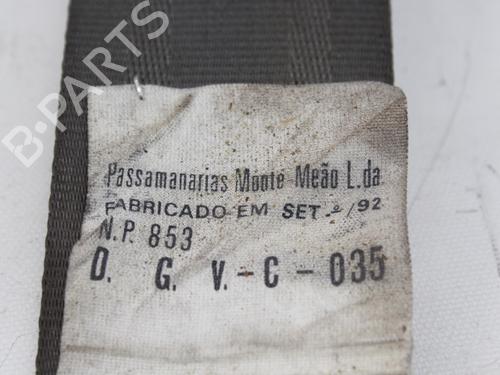 B-PARTS
Passamanarias Monte-Meão L.da
FABRICADO EM SET.º/92
N.P. 853
D. G. V.-C-035